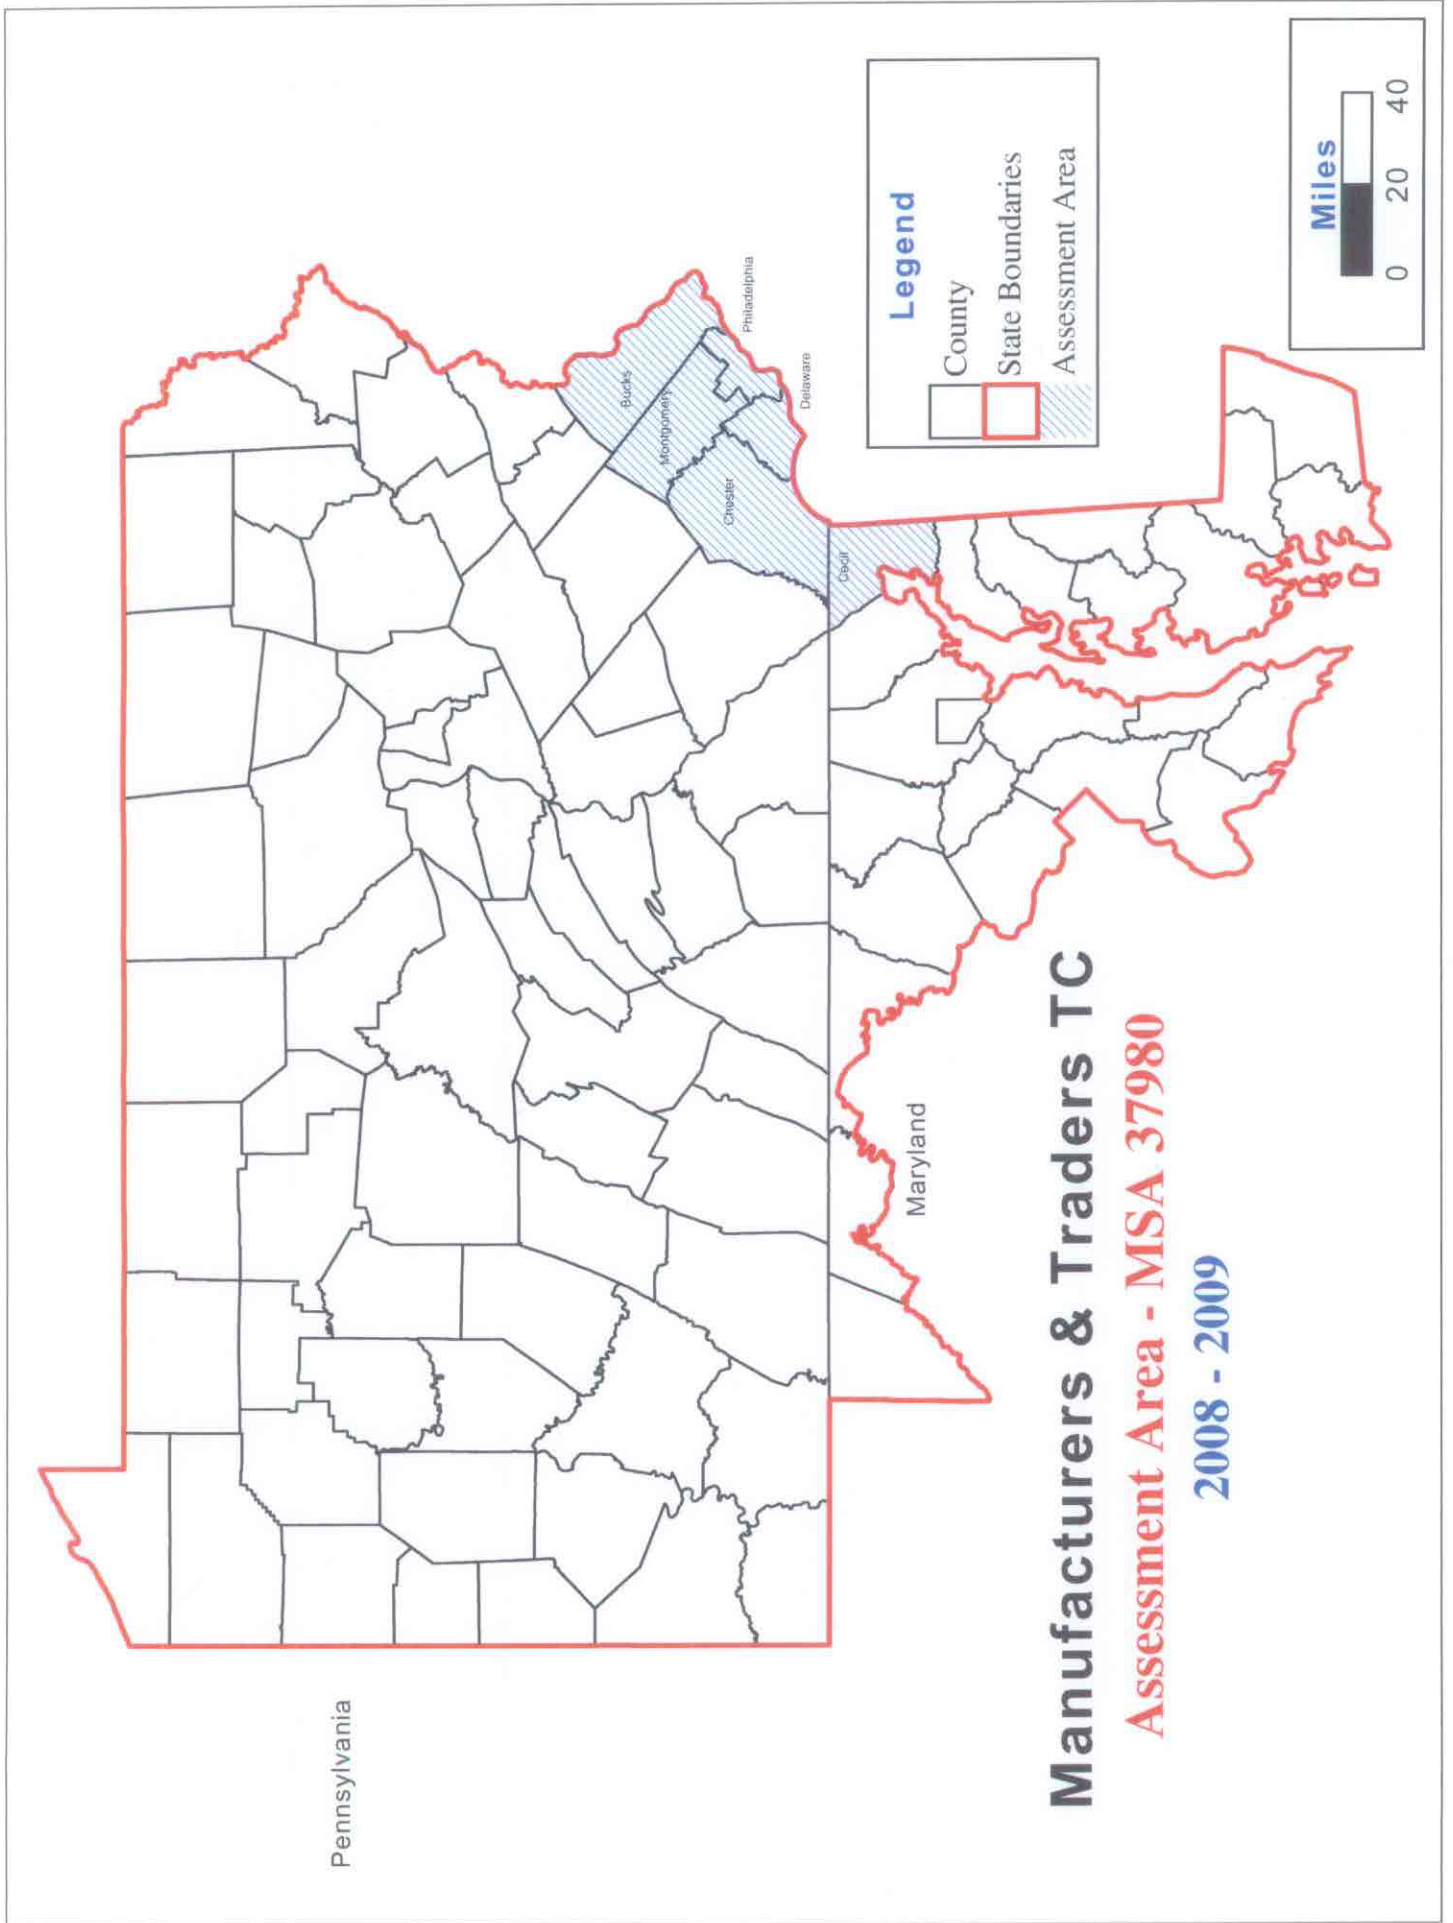 Pennsylvania
Bucks
Montgomery
Philadelphia
Chester
Delaware
Cecil
Maryland
Legend
County
State Boundaries
Assessment Area
Manufacturers & Traders TC
Assessment Area - MSA 37980
2008 - 2009
Miles
0 20 40